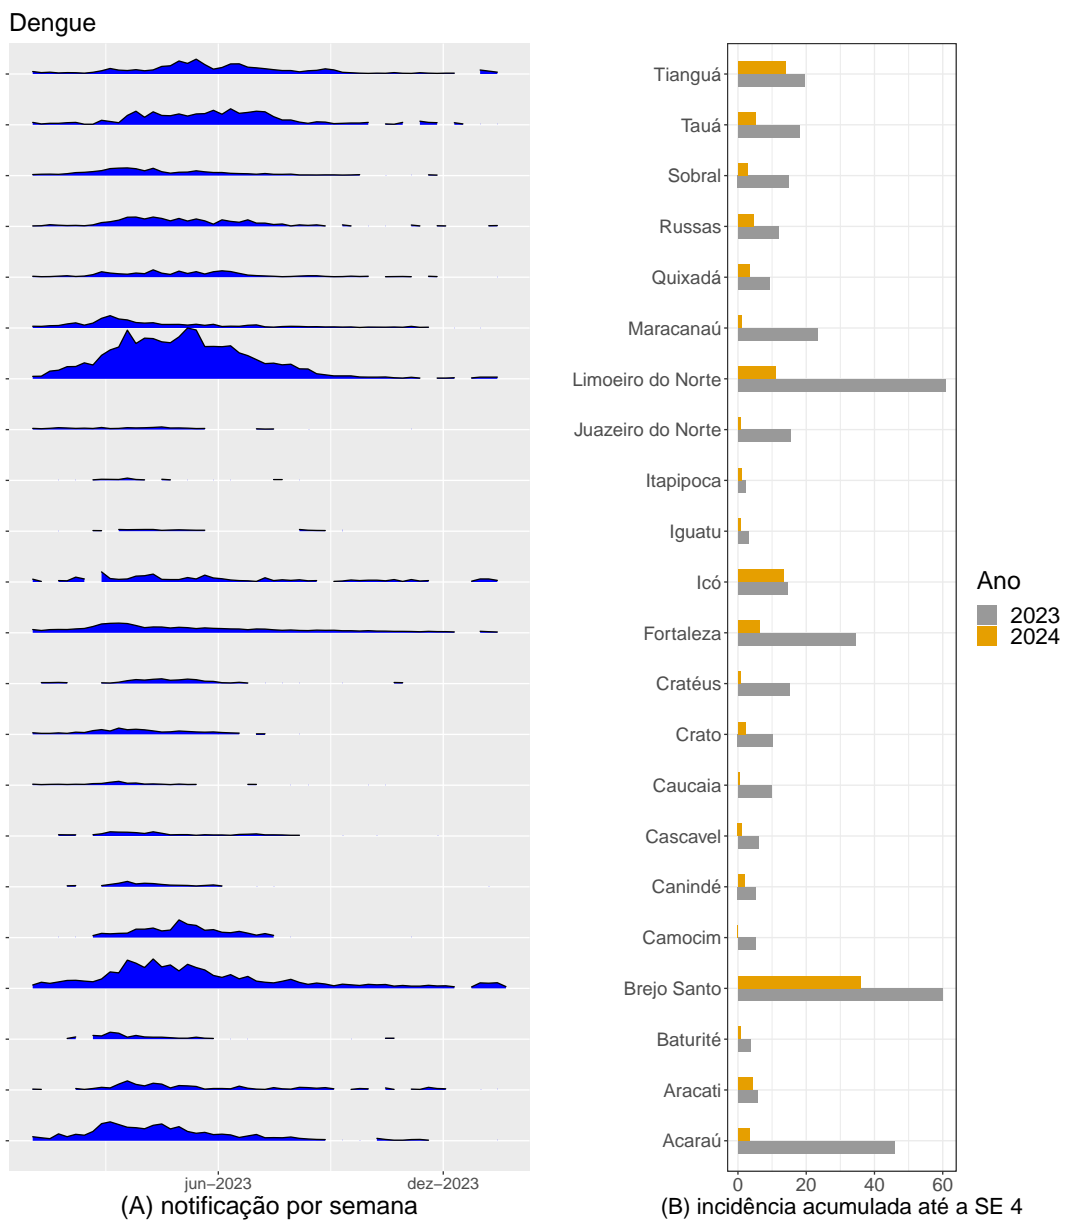 Dengue
Tianguá
Tauá
Sobral
Russas
Quixadá
Maracanaú
Limoeiro do Norte
Juazeiro do Norte
Itapipoca
Iguatu
Icó
Fortaleza
Cratéus
Crato
Caucaia
Cascavel
Canindé
Camocim
Brejo Santo
Baturité
Aracati
Acaraú
Ano
2023
2024
jun−2023 dez−2023
0 20 40 60
(A) notificação por semana
(B) incidência acumulada até a SE 4